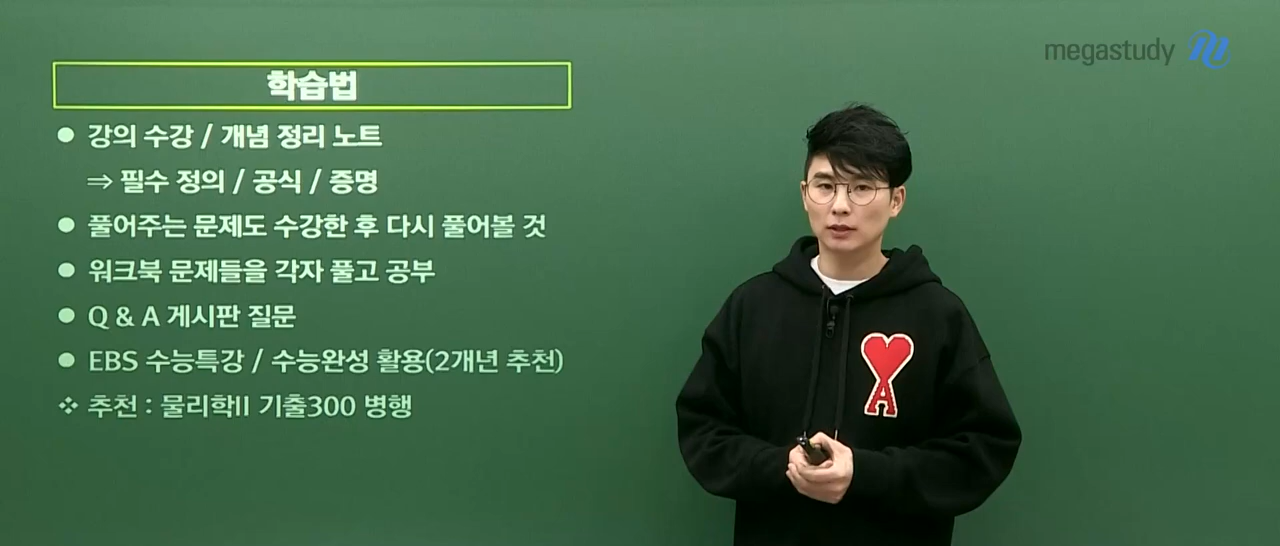 megastudy
학습법
● 강의 수강 / 개념 정리 노트
⇒ 필수 정의 / 공식 / 증명
● 풀어주는 문제도 수강한 후 다시 풀어볼 것
● 워크북 문제들을 각자 풀고 공부
● Q & A 게시판 질문
● EBS 수능특강 / 수능완성 활용(2개년 추천)
❖ 추천 : 물리학II 기출300 병행
A